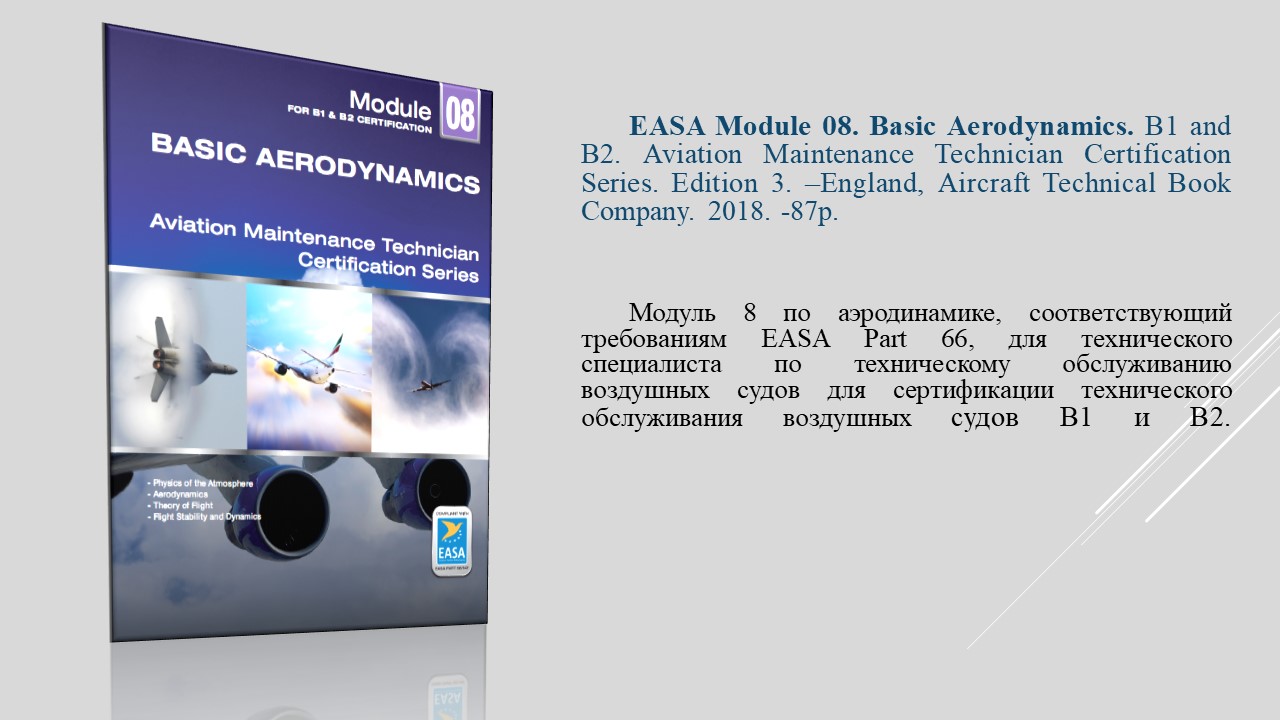 Module 08
FOR B1 & B2 CERTIFICATION
BASIC AERODYNAMICS
Aviation Maintenance Technician
Certification Series
- Physics of the Atmosphere
- Aerodynamics
- Theory of Flight
- Flight Stability and Dynamics
COMPLIANT WITH
EASA
EASA Module 08. Basic Aerodynamics. B1 and
B2. Aviation Maintenance Technician Certification
Series. Edition 3. –England, Aircraft Technical Book
Company. 2018. -87p.
Модуль 8 по аэродинамике, соответствующий
требованиям EASA Part 66, для технического
специалиста по техническому обслуживанию
воздушных судов для сертификации технического
обслуживания воздушных судов B1 и B2.